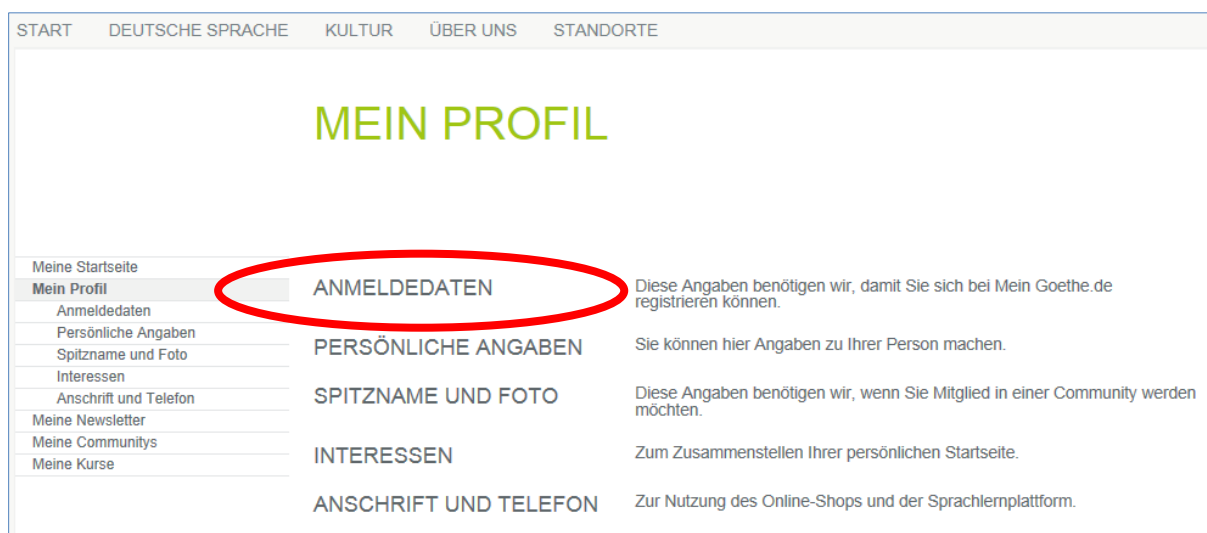 START DEUTSCHE SPRACHE KULTUR ÜBER UNS STANDORTE
MEIN PROFIL
Meine Startseite
Mein Profil
Anmeldedaten
Persönliche Angaben
Spitzname und Foto
Interessen
Anschrift und Telefon
Meine Newsletter
Meine Communitys
Meine Kurse
ANMELDEDATEN
Diese Angaben benötigen wir, damit Sie sich bei Mein Goethe.de
registrieren können.
PERSÖNLICHE ANGABEN
Sie können hier Angaben zu Ihrer Person machen.
SPITZNAME UND FOTO
Diese Angaben benötigen wir, wenn Sie Mitglied in einer Community werden
möchten.
INTERESSEN
Zum Zusammenstellen Ihrer persönlichen Startseite.
ANSCHRIFT UND TELEFON
Zur Nutzung des Online-Shops und der Sprachlernplattform.